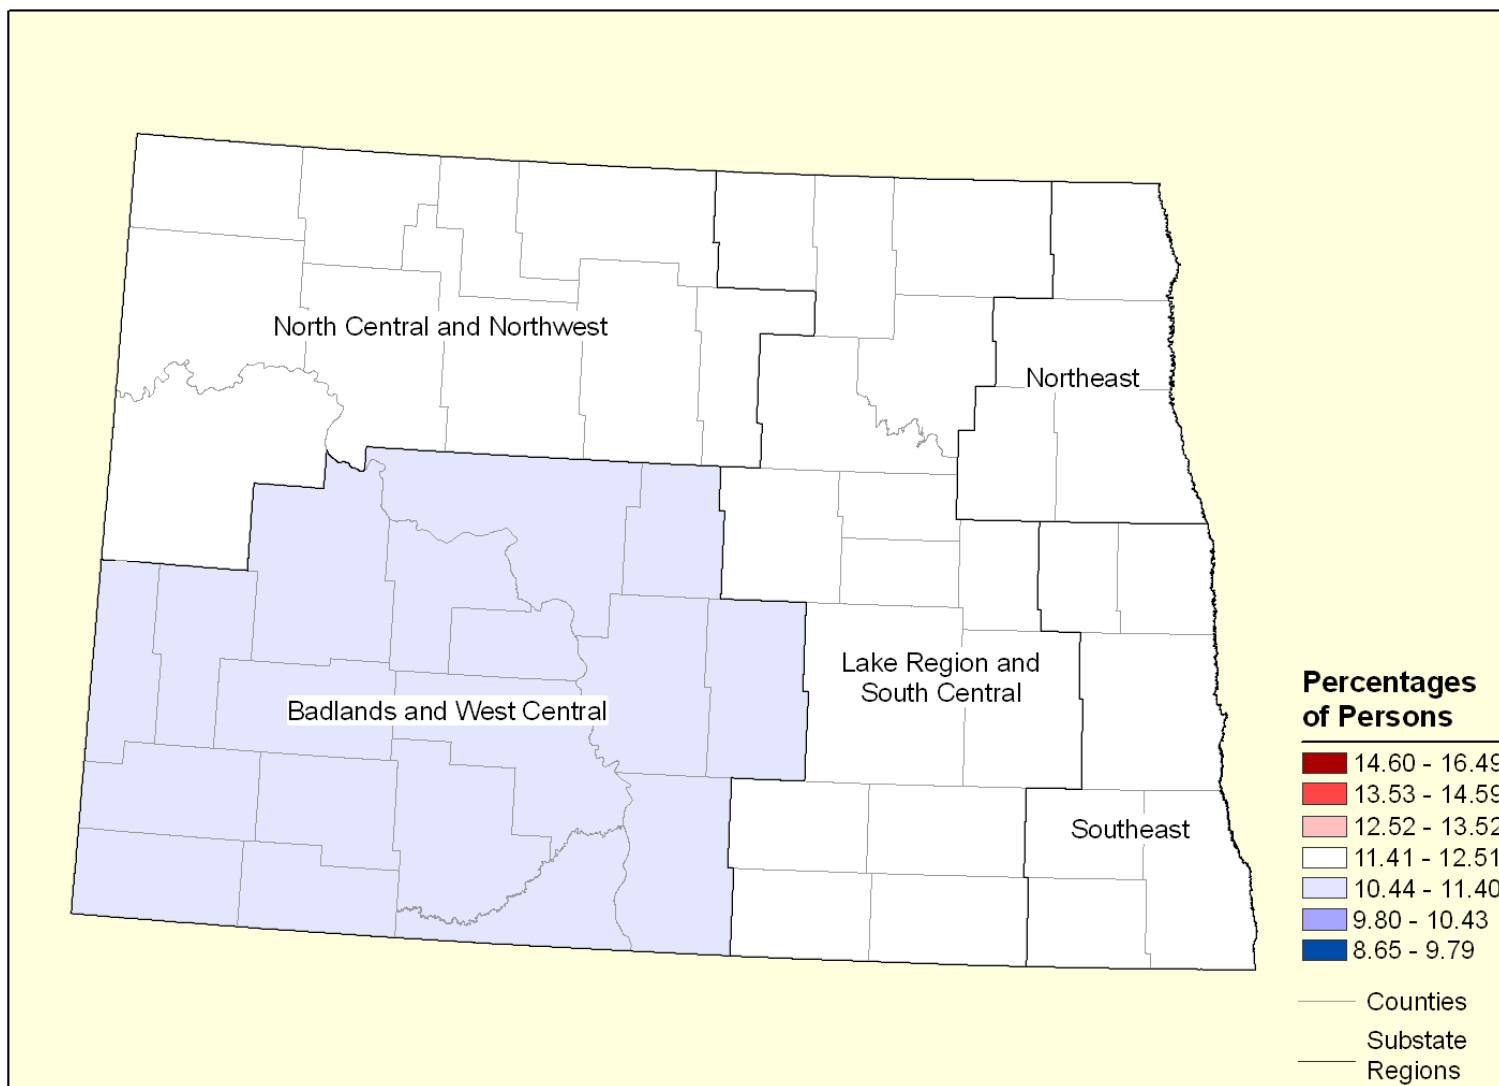 North Central and Northwest
Northeast
Lake Region and
South Central
Badlands and West Central
Southeast
Percentages
of Persons
14.60 - 16.49
13.53 - 14.59
12.52 - 13.52
11.41 - 12.51
10.44 - 11.40
9.80 - 10.43
8.65 - 9.79
Counties
Substate
Regions